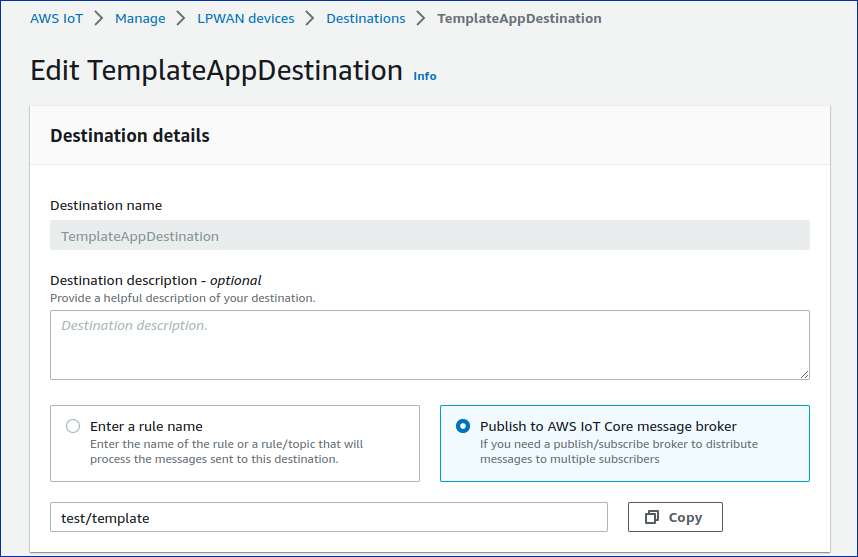 AWS IoT > Manage > LPWAN devices > Destinations > TemplateAppDestination
Edit TemplateAppDestination Info
Destination details
Destination name
TemplateAppDestination
Destination description - optional
Provide a helpful description of your destination.
Destination description.
Enter a rule name
Enter the name of the rule or a rule/topic that will
process the messages sent to this destination.
Publish to AWS IoT Core message broker
If you need a publish/subscribe broker to distribute
messages to multiple subscribers
test/template
Copy